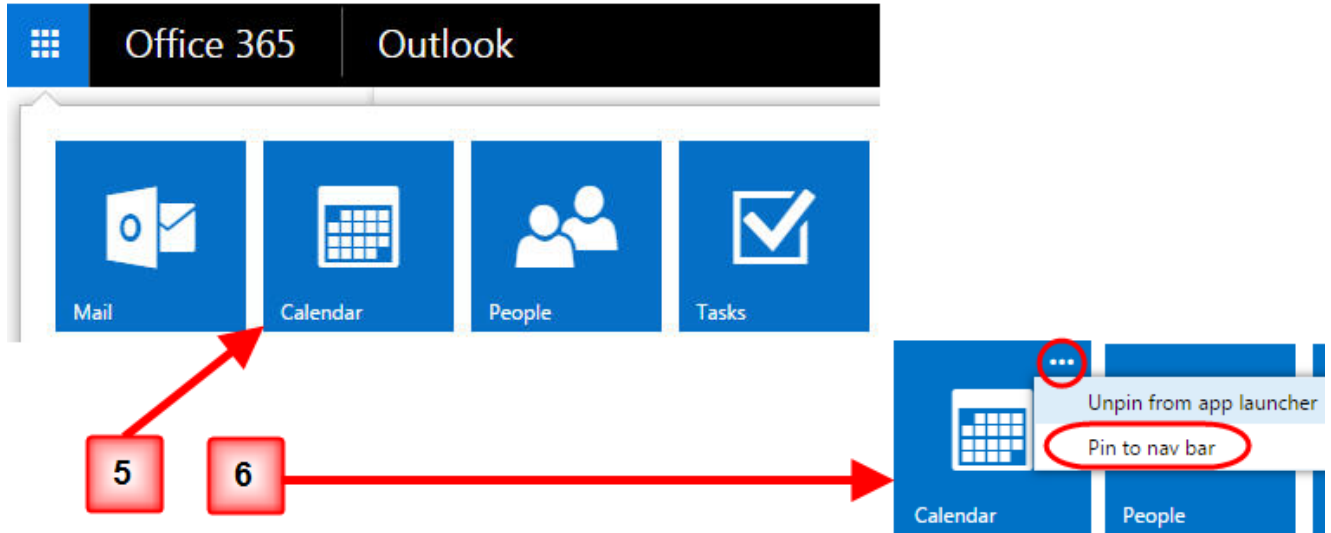 Office 365 Outlook
O
Mail Calendar People Tasks
...
Unpin from app launcher
Pin to nav bar
5 6
Calendar People